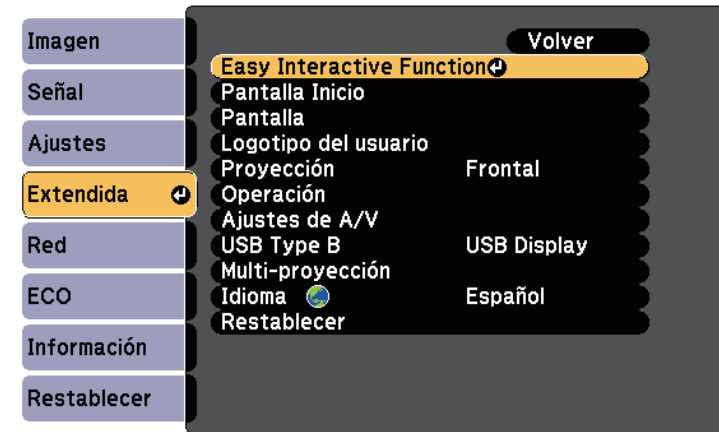 Imagen
Señal
Ajustes
Extendida
Red
ECO
Información
Restablecer
Volver
Easy Interactive Function
Pantalla Inicio
Pantalla
Logotipo del usuario
Proyección Frontal
Operación
Ajustes de A/V
USB Type B USB Display
Multi-proyección
Idioma Español
Restablecer